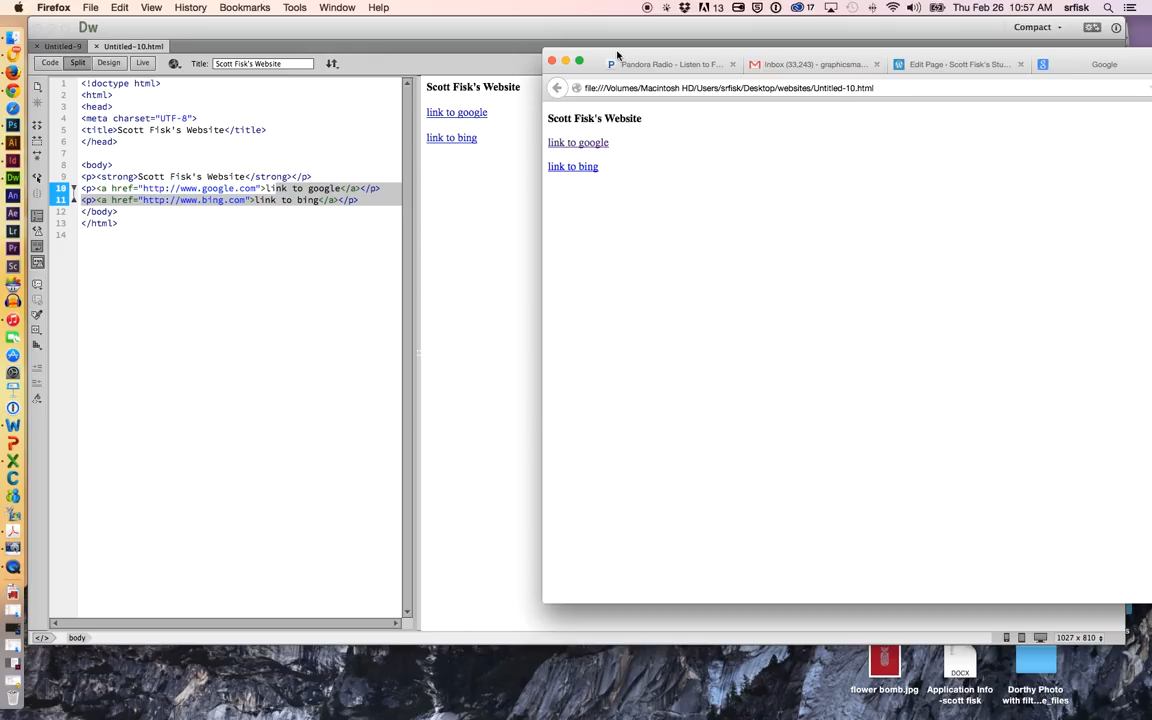 Firefox File Edit View History Bookmarks Tools Window Help
13 17 Thu Feb 26 10:57 AM srfisk
Dw
Compact
Untitled-9 Untitled-10.html
Code Split Design Live Title: Scott Fisk's Website
1 <!doctype html>
2 <html>
3 <head>
4 <meta charset="UTF-8">
5 <title>Scott Fisk's Website</title>
6 </head>
7
8 <body>
9 <p><strong>Scott Fisk's Website</strong></p>
10 <p><a href="http://www.google.com">link to google</a></p>
11 <p><a href="http://www.bing.com">link to bing</a></p>
12 </body>
13 </html>
14
Scott Fisk's Website
link to google
link to bing
Pandora Radio - Listen to F... Inbox (33,243) - graphicsma... Edit Page ‹ Scott Fisk's Stu... Google
file:///Volumes/Macintosh HD/Users/srfisk/Desktop/websites/Untitled-10.html
Scott Fisk's Website
link to google
link to bing
</> body
1027 x 810
DOCX
flower bomb.jpg
Application Info
-scott fisk
Dorthy Photo
with filt...e_files